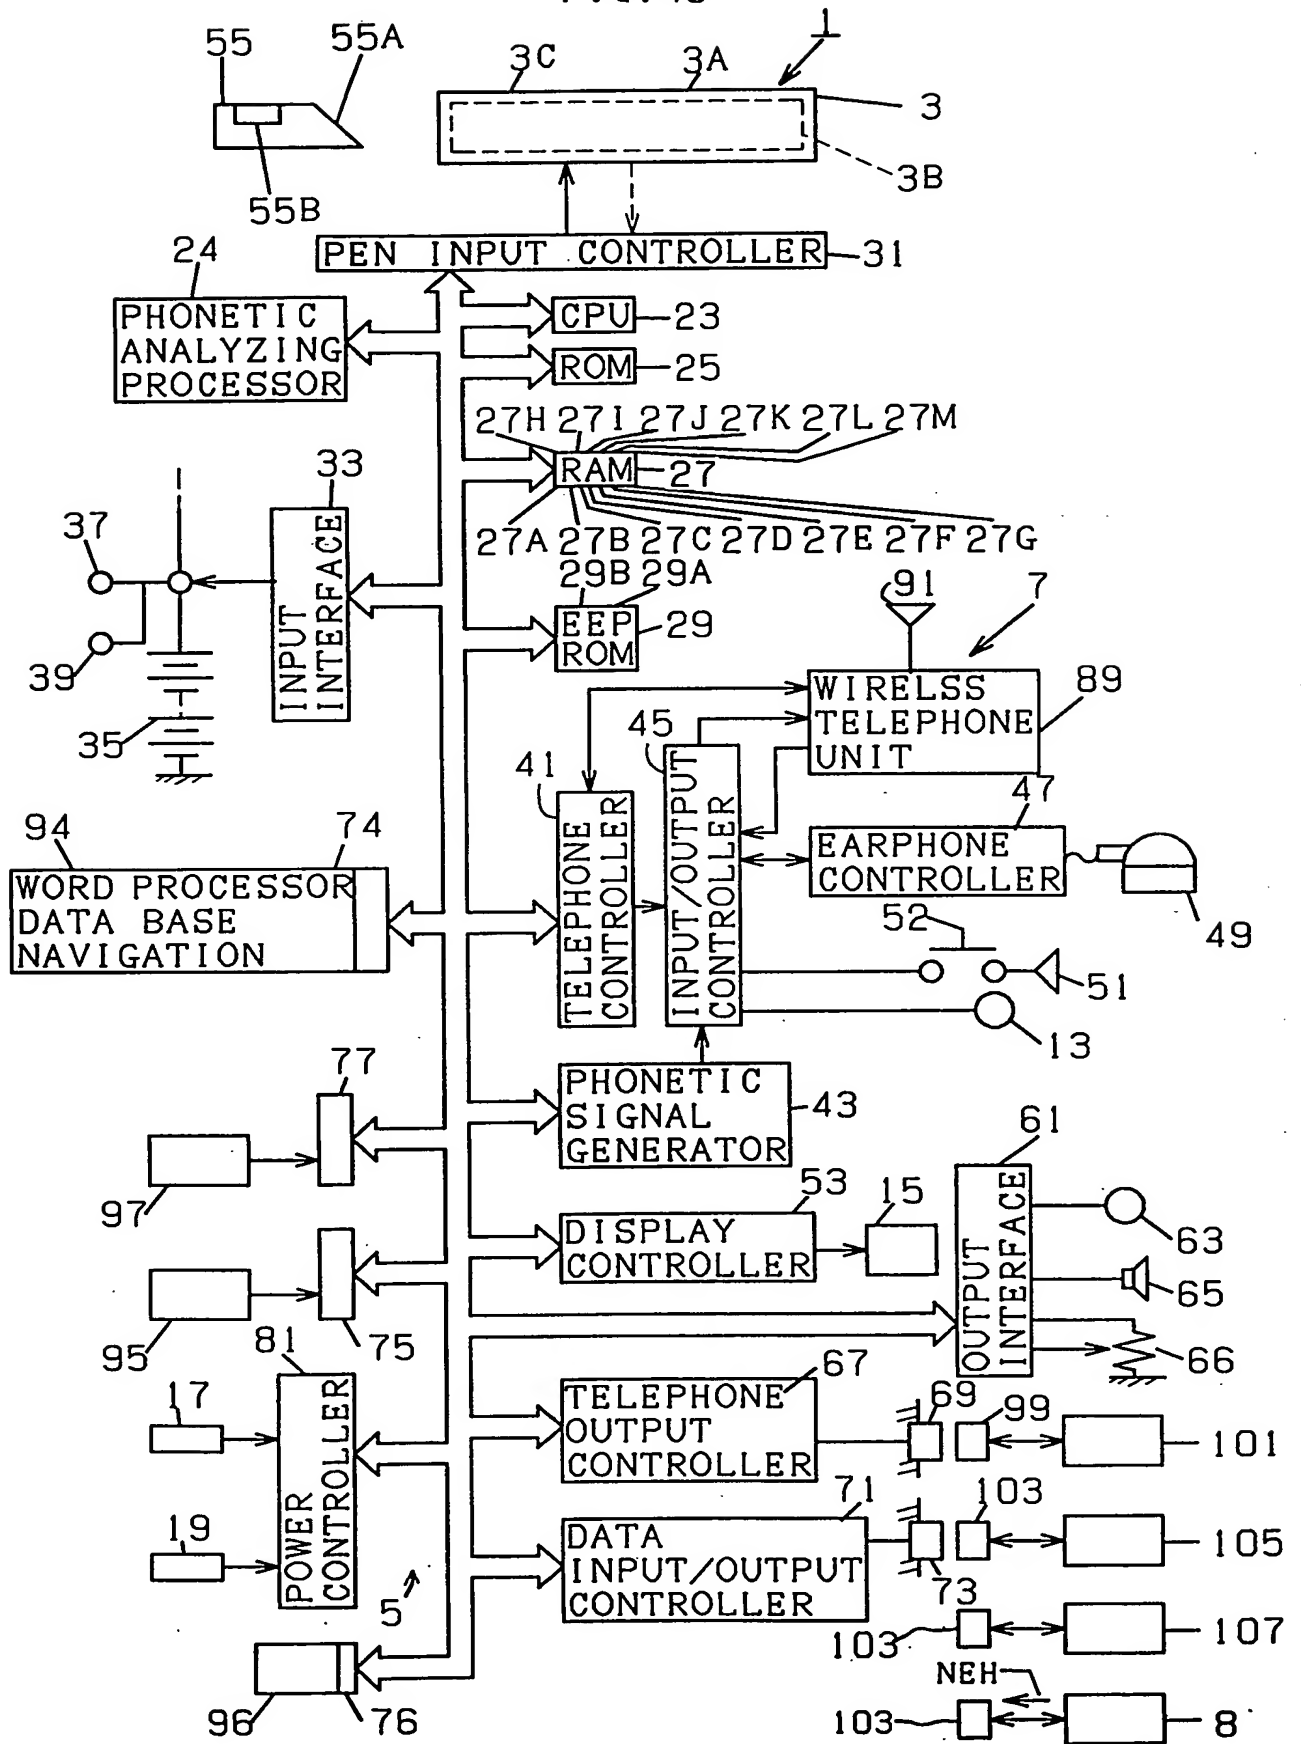 55
55A
3C
3A
1
3
3B
55B
24
PEN INPUT CONTROLLER
31
PHONETIC
ANALYZING
PROCESSOR
CPU
23
ROM
25
27H 27I 27J 27K 27L 27M
33
RAM
27
37
27A 27B 27C 27D 27E 27F 27G
INPUT
INTERFACE
29B 29A
91
7
39
EEP
ROM
29
WIRELSS
TELEPHONE
UNIT
89
35
45
41
47
94
74
TELEPHONE
CONTROLLER
INPUT/OUTPUT
CONTROLLER
EARPHONE
CONTROLLER
WORD PROCESSOR
DATA BASE
NAVIGATION
52
49
51
13
77
PHONETIC
SIGNAL
GENERATOR
43
61
97
53
15
DISPLAY
CONTROLLER
OUTPUT
INTERFACE
63
65
95
81
75
66
67
17
POWER
CONTROLLER
TELEPHONE
OUTPUT
CONTROLLER
69
99
101
71
103
19
DATA
INPUT/OUTPUT
CONTROLLER
105
73
5
103
107
NEH
96
76
103
8